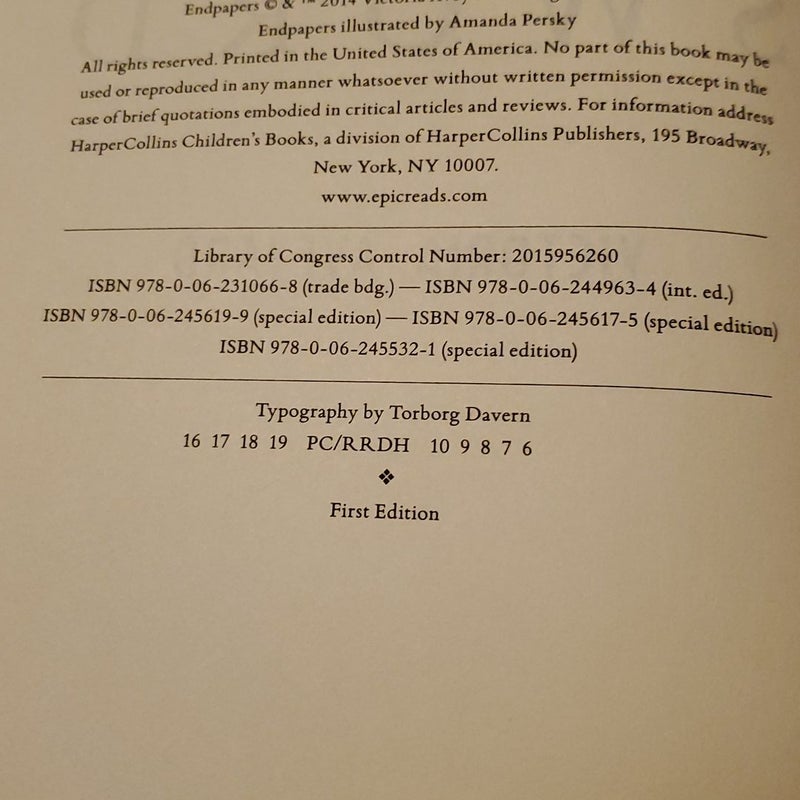 Endpapers © & ™ 2014
Endpapers illustrated by Amanda Persky
All rights reserved. Printed in the United States of America. No part of this book may be
used or reproduced in any manner whatsoever without written permission except in the
case of brief quotations embodied in critical articles and reviews. For information address
HarperCollins Children's Books, a division of HarperCollins Publishers, 195 Broadway,
New York, NY 10007.
www.epicreads.com
Library of Congress Control Number: 2015956260
ISBN 978-0-06-231066-8 (trade bdg.) — ISBN 978-0-06-244963-4 (int. ed.)
ISBN 978-0-06-245619-9 (special edition) — ISBN 978-0-06-245617-5 (special edition)
ISBN 978-0-06-245532-1 (special edition)
Typography by Torborg Davern
16 17 18 19 PC/RRDH 10 9 8 7 6
❖
First Edition